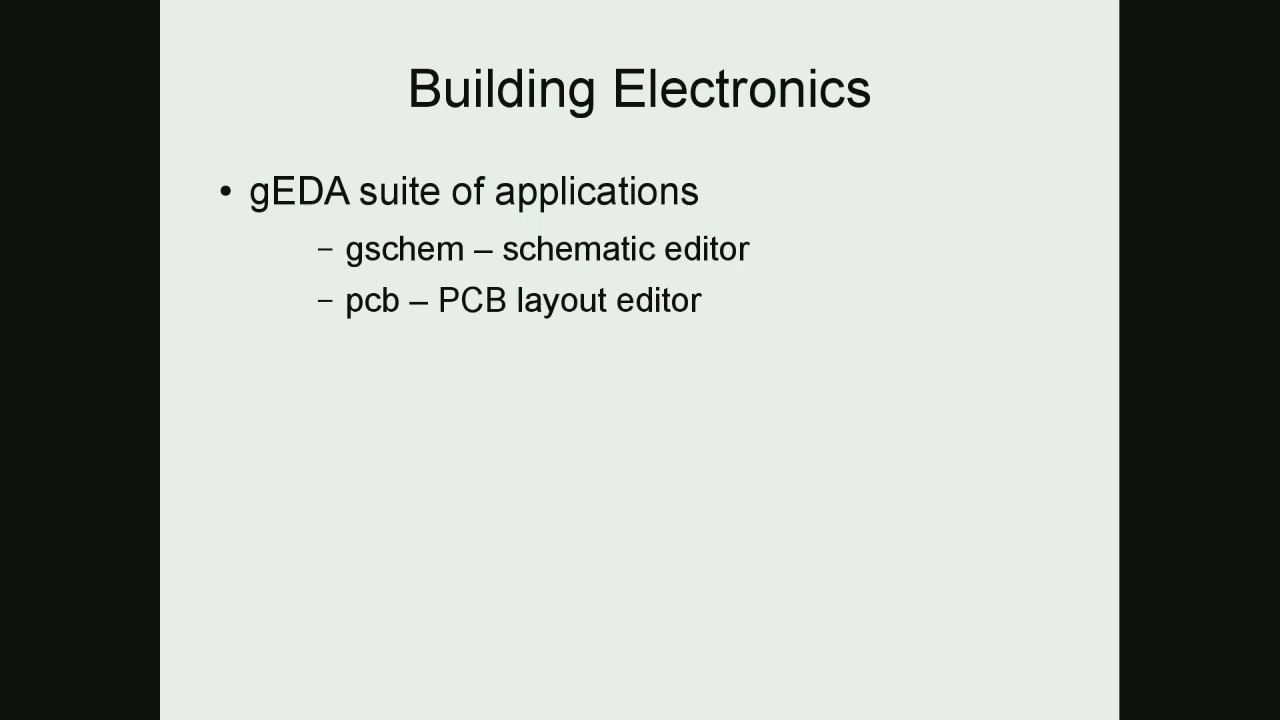 Building Electronics
• gEDA suite of applications
– gschem – schematic editor
– pcb – PCB layout editor